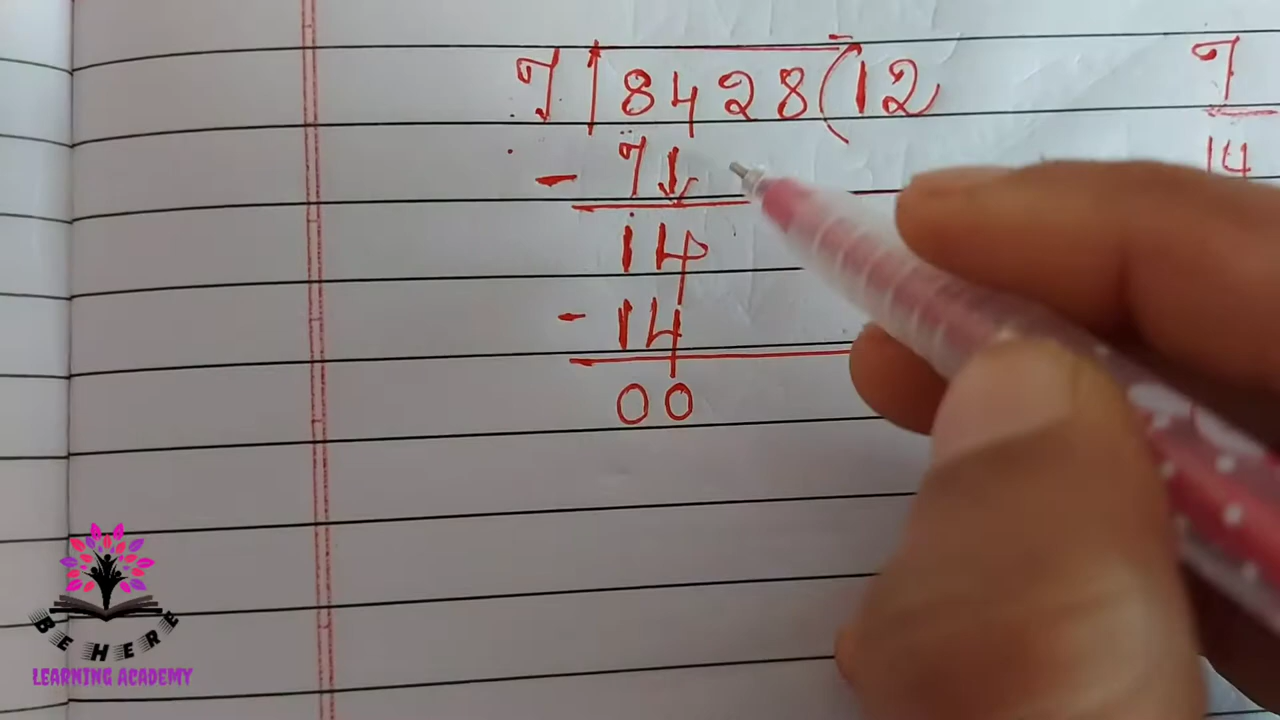 7 8428 (12
- 7↓
14
- 14
00
7
14
BE HERE
LEARNING ACADEMY